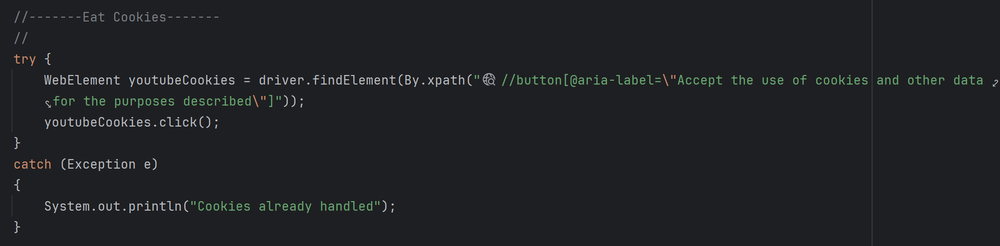 //-------Eat Cookies-------
//
try {
    WebElement youtubeCookies = driver.findElement(By.xpath("//button[@aria-label=\"Accept the use of cookies and other data
    for the purposes described\"]"));
    youtubeCookies.click();
}
catch (Exception e)
{
    System.out.println("Cookies already handled");
}